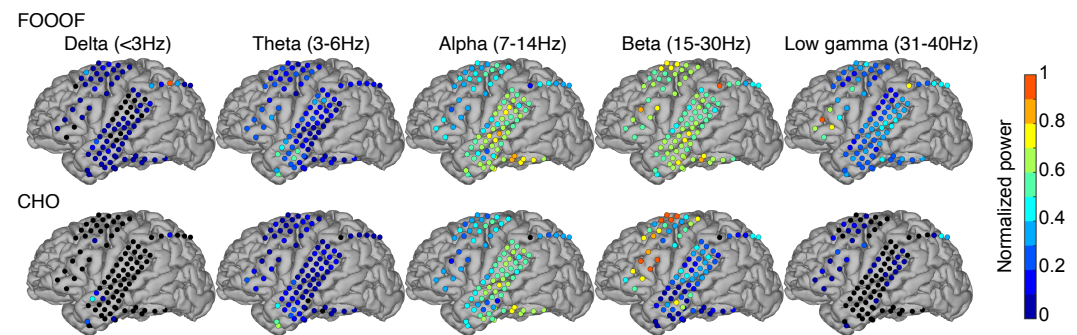 FOOOF
Delta (<3Hz) Theta (3-6Hz) Alpha (7-14Hz) Beta (15-30Hz) Low gamma (31-40Hz)
CHO
Normalized power
1
0.8
0.6
0.4
0.2
0